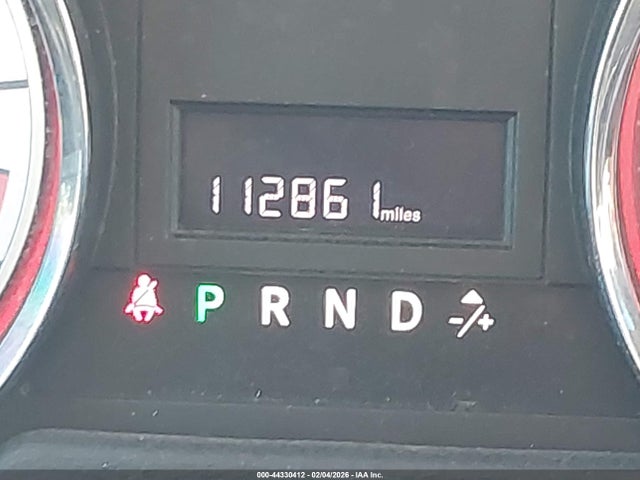 112861 miles
P R N D -/+
000-44330412 - 02/04/2026 - IAA Inc.